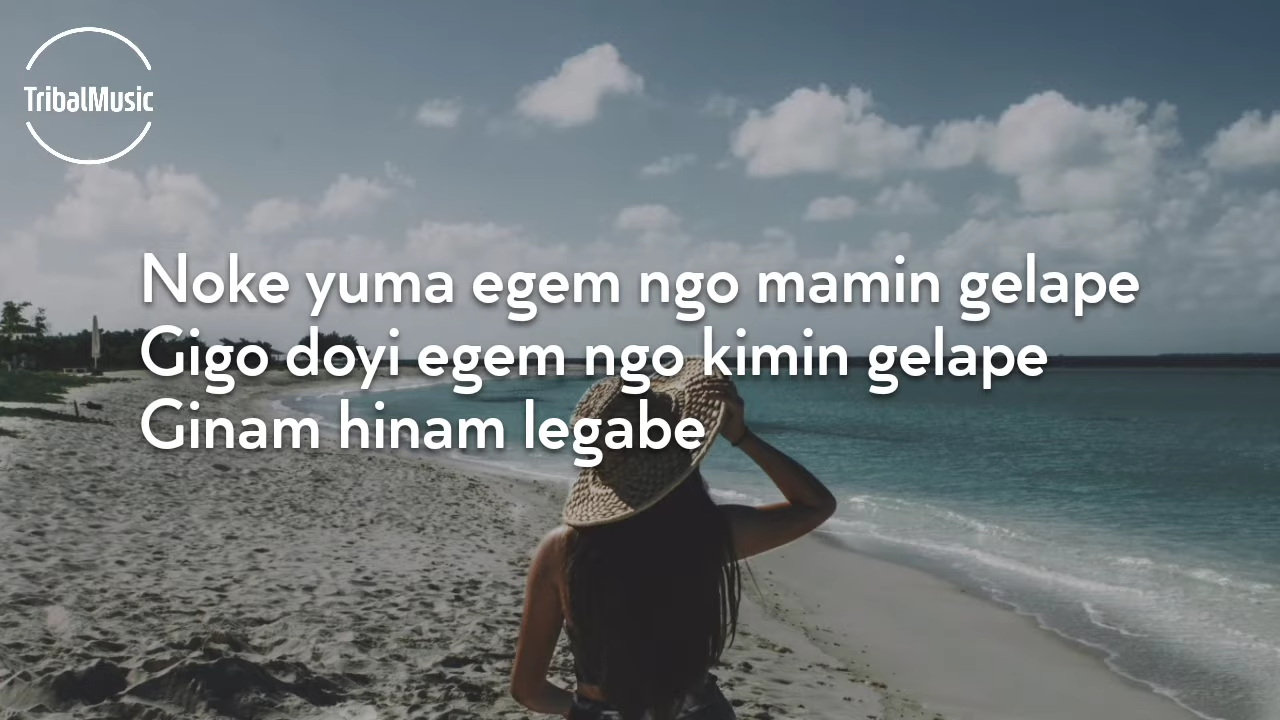 TribalMusic
Noke yuma egem ngo mamin gelape
Gigo doyi egem ngo kimin gelape
Ginam hinam legabe